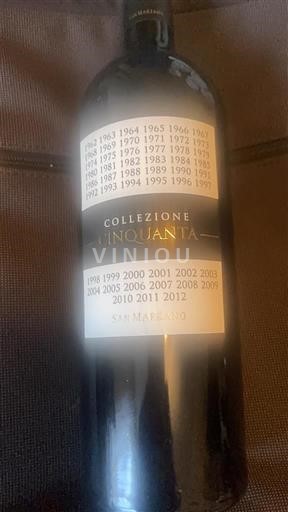 SAN MARZANO
1962 1963 1964 1965 1966 1967
1968 1969 1970 1971 1972 1973
1974 1975 1976 1977 1978 1979
1980 1981 1982 1983 1984 1985
1986 1987 1988 1989 1990 1991
1992 1993 1994 1995 1996 1997
COLLEZIONE
CINQUANTA
VINIOU
1998 1999 2000 2001 2002 2003
2004 2005 2006 2007 2008 2009
2010 2011 2012
SAN MARZANO